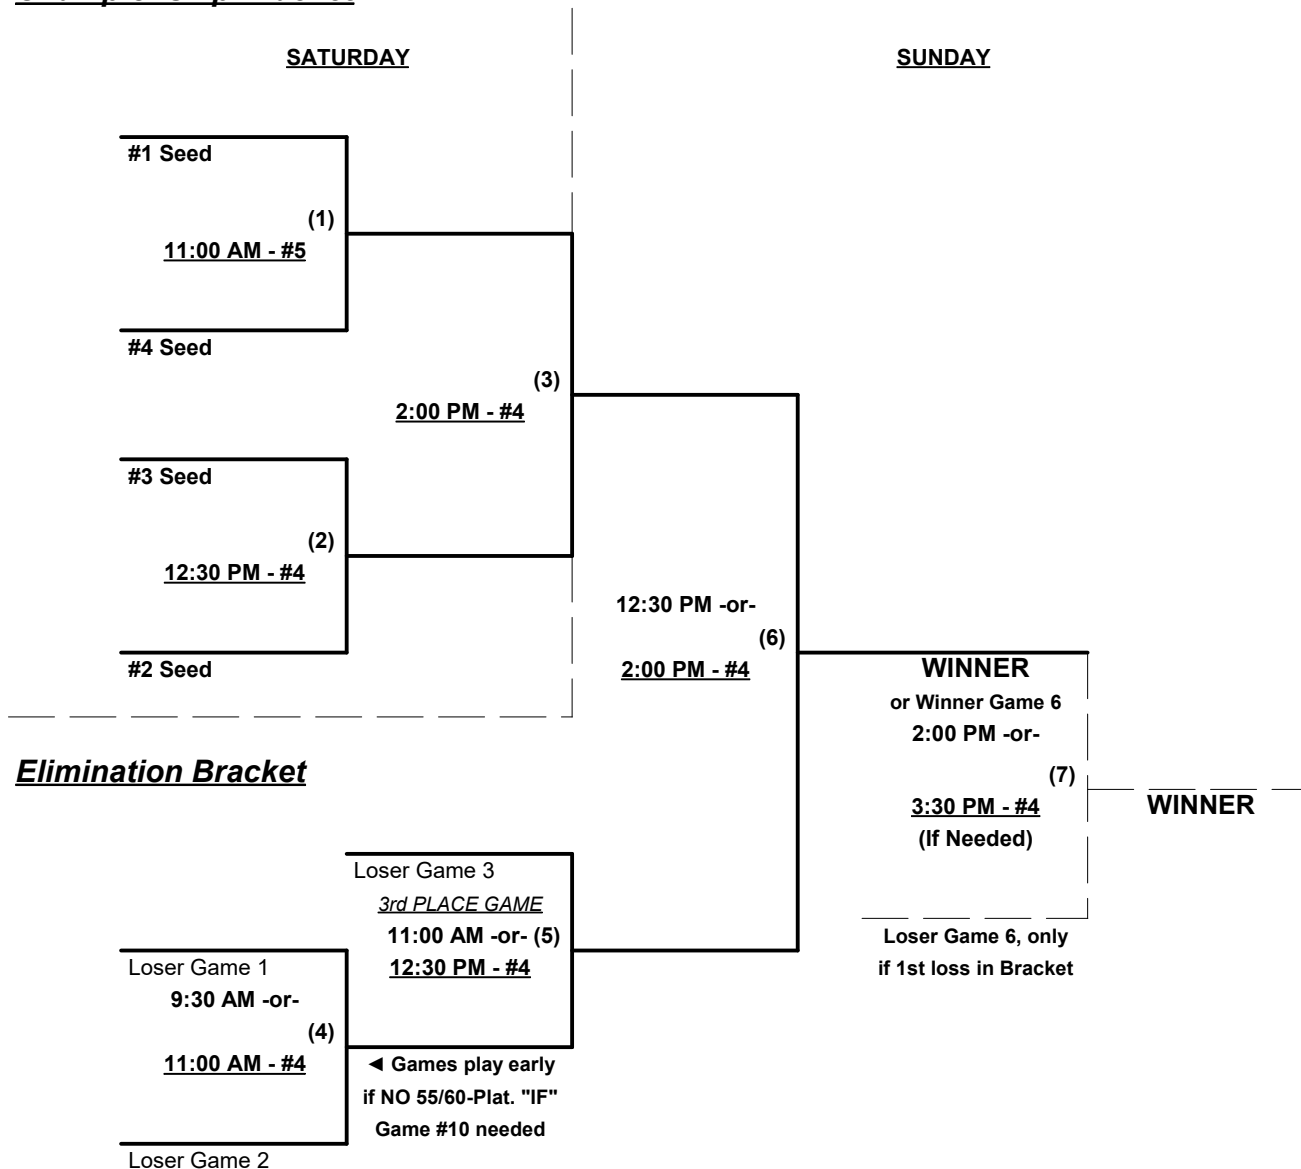 SATURDAY
SUNDAY
#1 Seed
(1)
11:00 AM - #5
#4 Seed
(3)
2:00 PM - #4
#3 Seed
(2)
12:30 PM - #4
#2 Seed
12:30 PM -or-
(6)
2:00 PM - #4
WINNER
or Winner Game 6
2:00 PM -or-
(7)
3:30 PM - #4
(If Needed)
WINNER
Loser Game 6, only
if 1st loss in Bracket
Elimination Bracket
Loser Game 3
3rd PLACE GAME
11:00 AM -or- (5)
12:30 PM - #4
Loser Game 1
9:30 AM -or-
(4)
11:00 AM - #4
Loser Game 2
◄ Games play early
if NO 55/60-Plat. "IF"
Game #10 needed